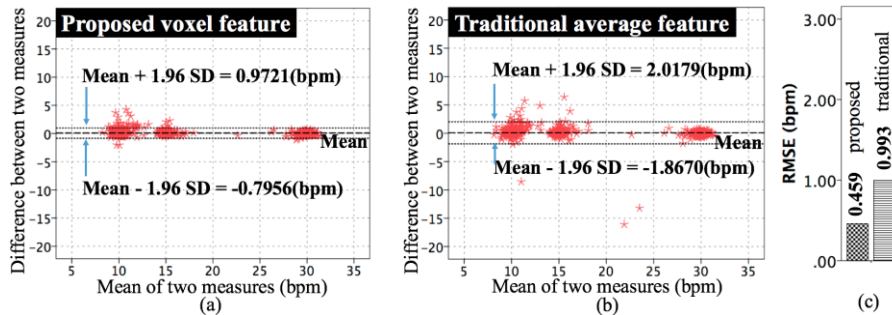 Proposed voxel feature
Difference between two measures
20
15
10
5
0
-5
-10
-15
-20
Mean + 1.96 SD = 0.9721(bpm)
Mean
Mean - 1.96 SD = -0.7956(bpm)
5 10 15 20 25 30 35
Mean of two measures (bpm)
(a)
Traditional average feature
Difference between two measures
20
15
10
5
0
-5
-10
-15
-20
Mean + 1.96 SD = 2.0179(bpm)
Mean
Mean - 1.96 SD = -1.8670(bpm)
5 10 15 20 25 30 35
Mean of two measures (bpm)
(b)
RMSE (bpm)
3.00
2.00
1.00
.00
0.459 proposed
0.993 traditional
(c)